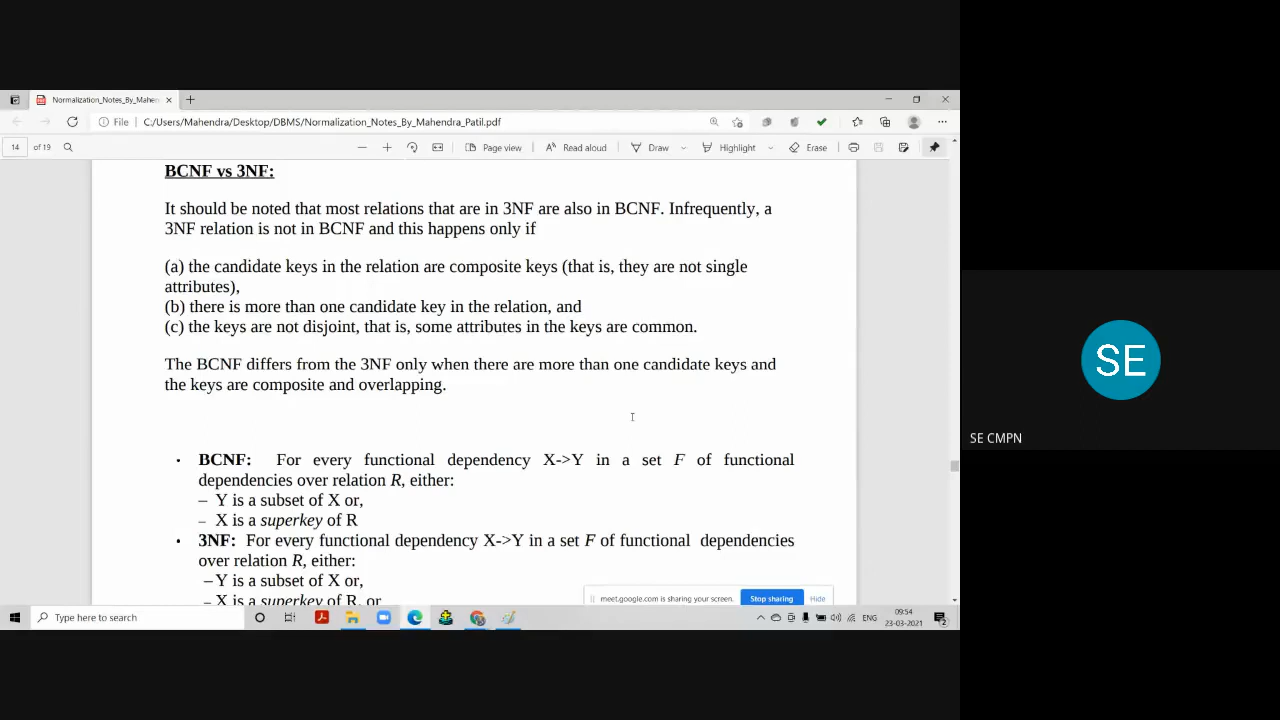 Normalization_Notes_By_Mahen
File
C:/Users/Mahendra/Desktop/DBMS/Normalization_Notes_By_Mahendra_Patil.pdf
14 of 19
Page view
Read aloud
Draw
Highlight
Erase
BCNF vs 3NF:
It should be noted that most relations that are in 3NF are also in BCNF. Infrequently, a
3NF relation is not in BCNF and this happens only if
(a) the candidate keys in the relation are composite keys (that is, they are not single
attributes),
(b) there is more than one candidate key in the relation, and
(c) the keys are not disjoint, that is, some attributes in the keys are common.
The BCNF differs from the 3NF only when there are more than one candidate keys and
the keys are composite and overlapping.
• BCNF: For every functional dependency X->Y in a set F of functional
dependencies over relation R, either:
– Y is a subset of X or,
– X is a superkey of R
• 3NF: For every functional dependency X->Y in a set F of functional dependencies
over relation R, either:
– Y is a subset of X or,
– X is a superkey of R, or
meet.google.com is sharing your screen.
Stop sharing
Hide
Type here to search
ENG
09:54
23-03-2021
2
SE
SE CMPN